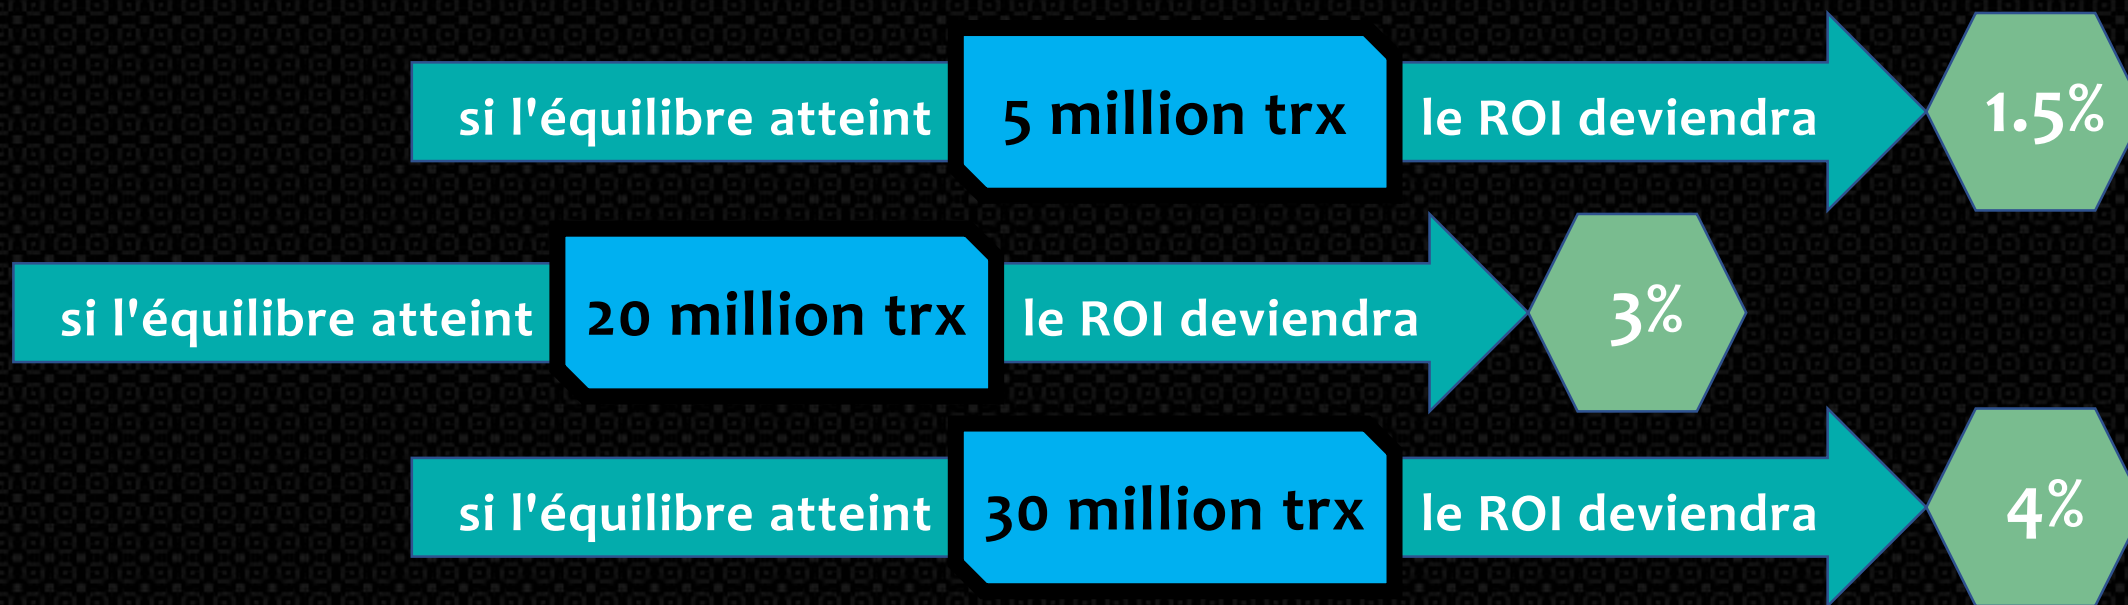 si l'équilibre atteint 5 million trx le ROI deviendra 1.5%
si l'équilibre atteint 20 million trx le ROI deviendra 3%
si l'équilibre atteint 30 million trx le ROI deviendra 4%